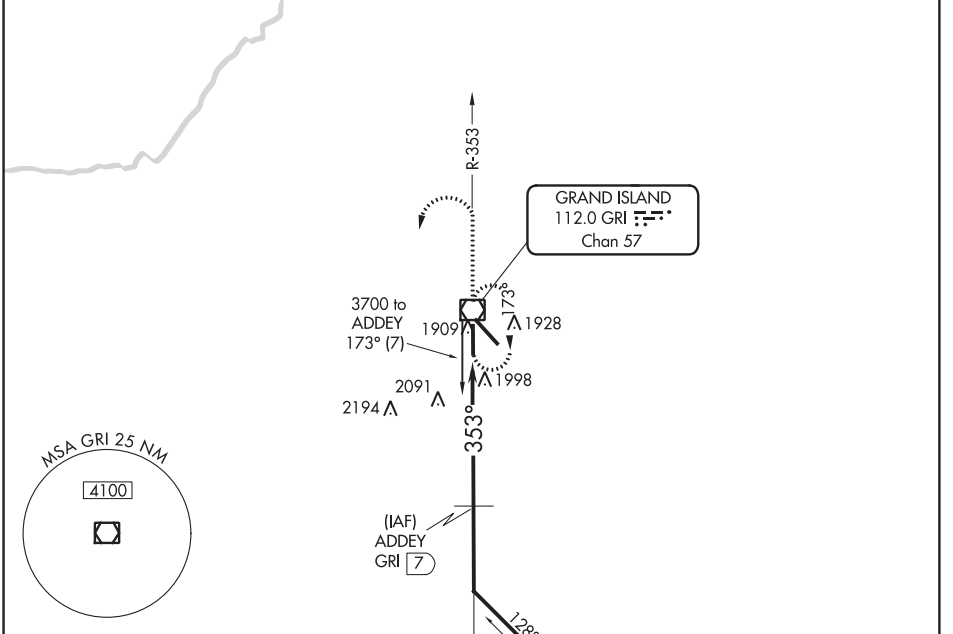 R-353
GRAND ISLAND
112.0 GRI
Chan 57
3700 to
ADDEY
173° (7)
173°
1909
1928
1998
2091
2194
353°
MSA GRI 25 NM
4100
(IAF)
ADDEY
GRI 7
128°